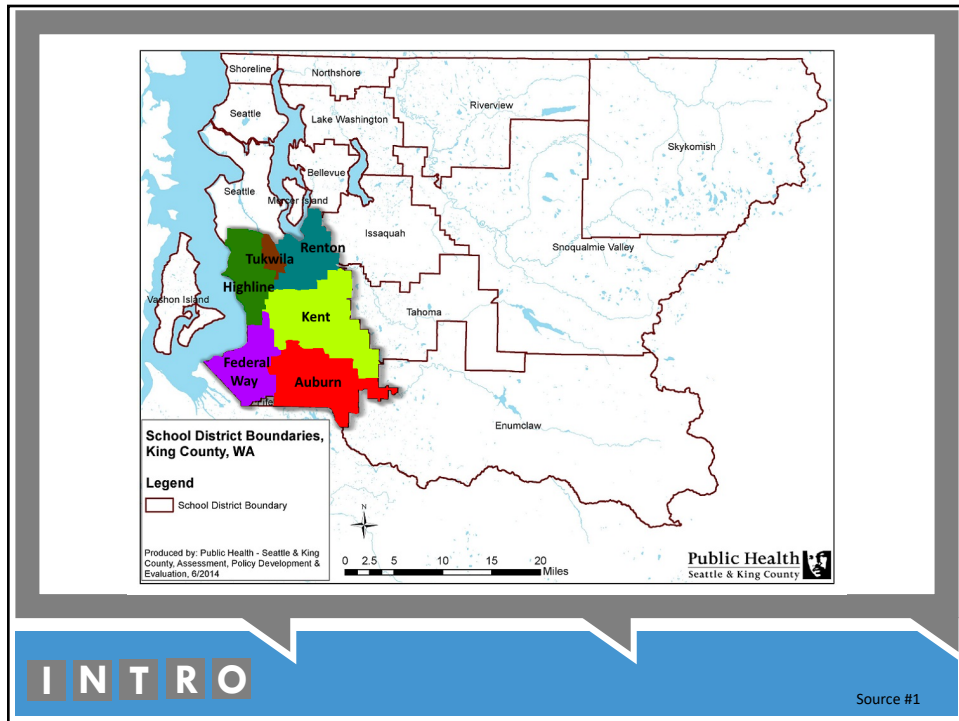 Shoreline
Northshore
Seattle
Lake Washington
Riverview
Skykomish
Bellevue
Seattle
Mercer Island
Issaquah
Snoqualmie Valley
Renton
Tukwila
Highline
Vashon Island
Kent
Tahoma
Federal
Way
Auburn
Enumclaw
School District Boundaries,
King County, WA
Legend
School District Boundary
N
Produced by: Public Health - Seattle & King
County, Assessment, Policy Development &
Evaluation, 6/2014
0 2.5 5 10 15 20
Miles
Public Health
Seattle & King County
INTRO
Source #1